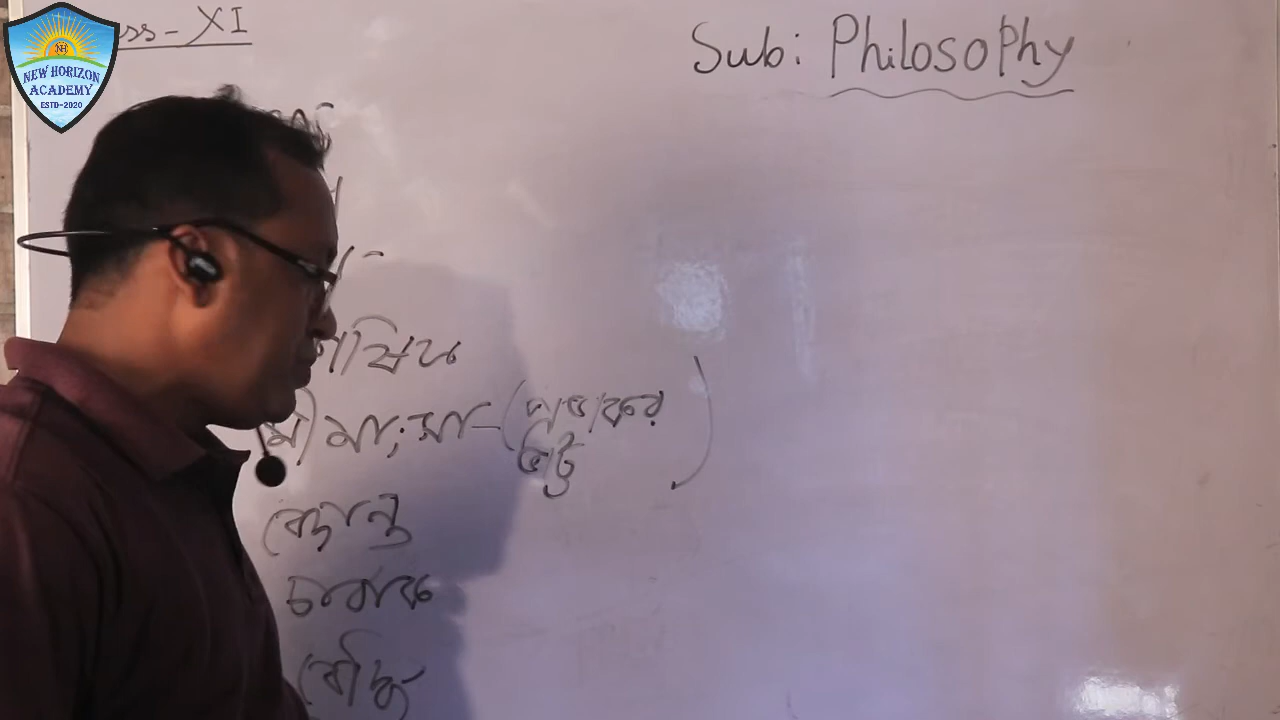 NEW HORIZON
ACADEMY
ESTD-2020
ss - XI
Sub: Philosophy
মীমাংসা - (প্রভাকর
ভাট্ট)
বেদান্ত
চার্বাক
বৌদ্ধ